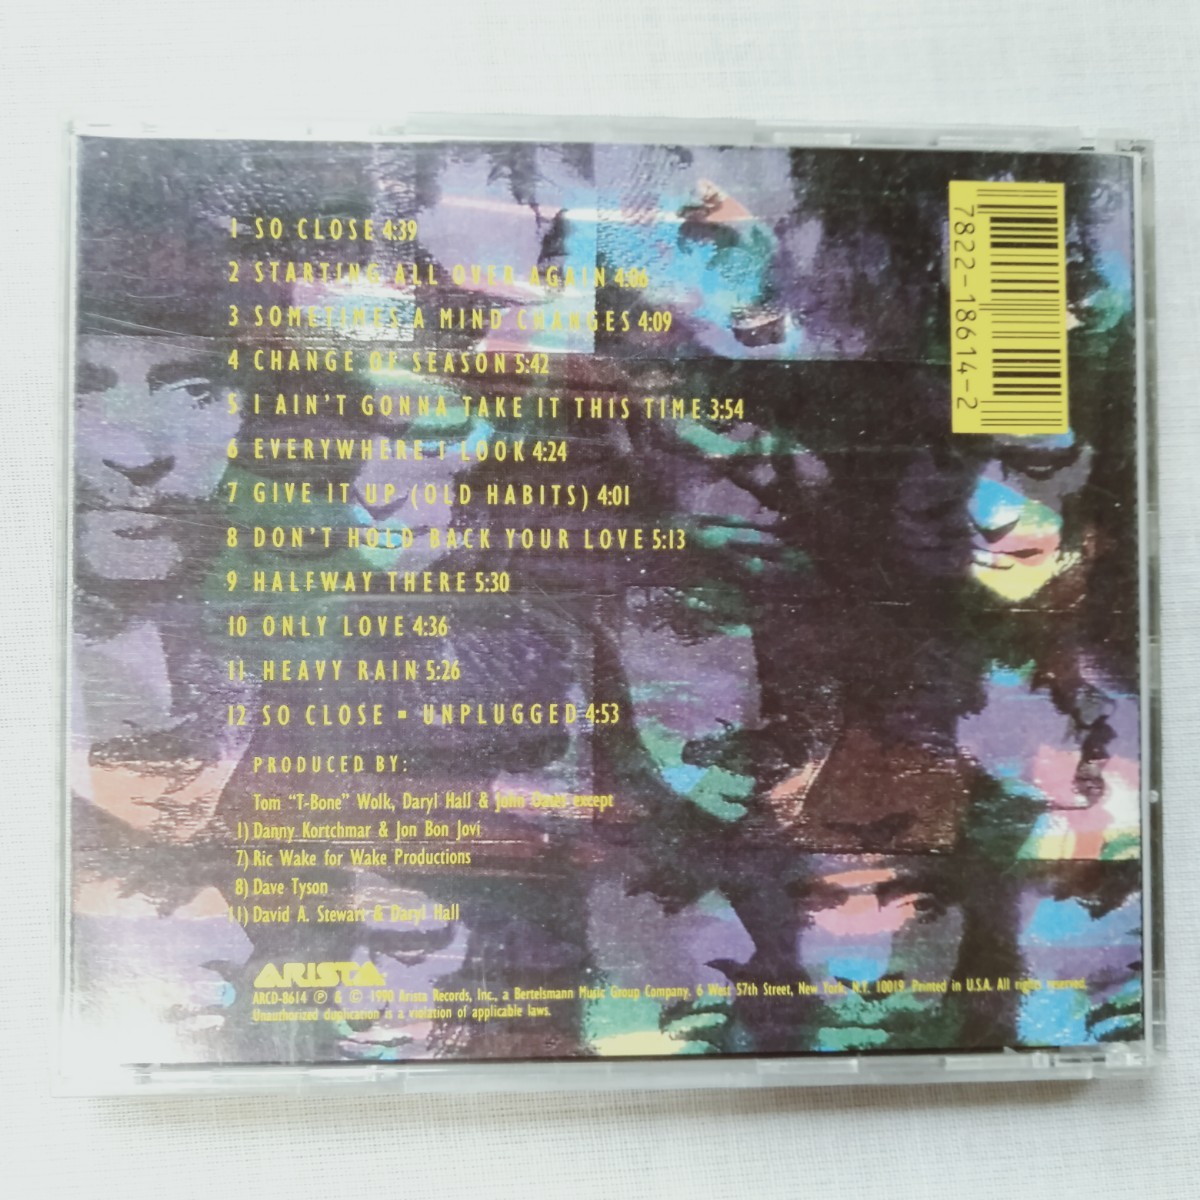 1 SO CLOSE 4:39
2 STARTING ALL OVER AGAIN 4:06
3 SOMETIMES A MIND CHANGES 4:09
4 CHANGE OF SEASON 5:42
5 I AIN'T GONNA TAKE IT THIS TIME 3:54
6 EVERYWHERE I LOOK 4:24
7 GIVE IT UP (OLD HABITS) 4:01
8 DON'T HOLD BACK YOUR LOVE 5:13
9 HALFWAY THERE 5:30
10 ONLY LOVE 4:36
11 HEAVY RAIN 5:26
12 SO CLOSE ▪ UNPLUGGED 4:53
PRODUCED BY:
Tom "T-Bone" Wolk, Daryl Hall & John Oates except
1) Danny Kortchmar & Jon Bon Jovi
7) Ric Wake for Wake Productions
8) Dave Tyson
11) David A. Stewart & Daryl Hall
ARISTA
ARCD-8614 ℗ & © 1990 Arista Records, Inc., a Bertelsmann Music Group Company. 6 West 57th Street, New York, N.Y. 10019. Printed in U.S.A. All rights reserved.
Unauthorized duplication is a violation of applicable laws.
7822-18614-2